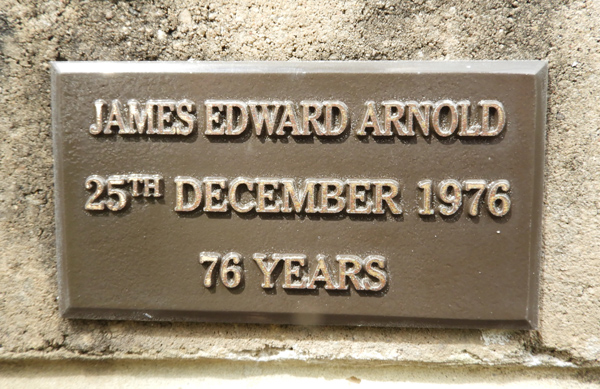 JAMES EDWARD ARNOLD
25TH DECEMBER 1976
76 YEARS